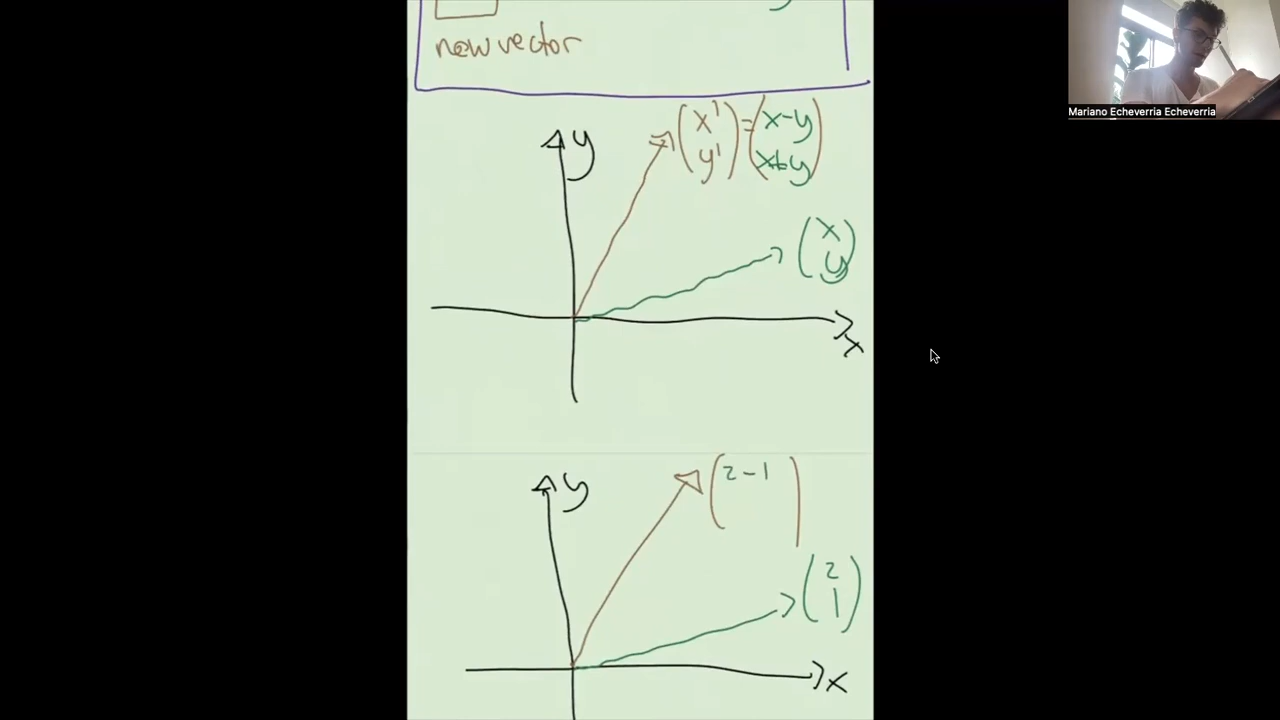 new vector
y
(x') = (x-y)
(y') (x+y)
(x)
(y)
x
y
(2-1
(2)
(1)
x
Mariano Echeverria Echeverria